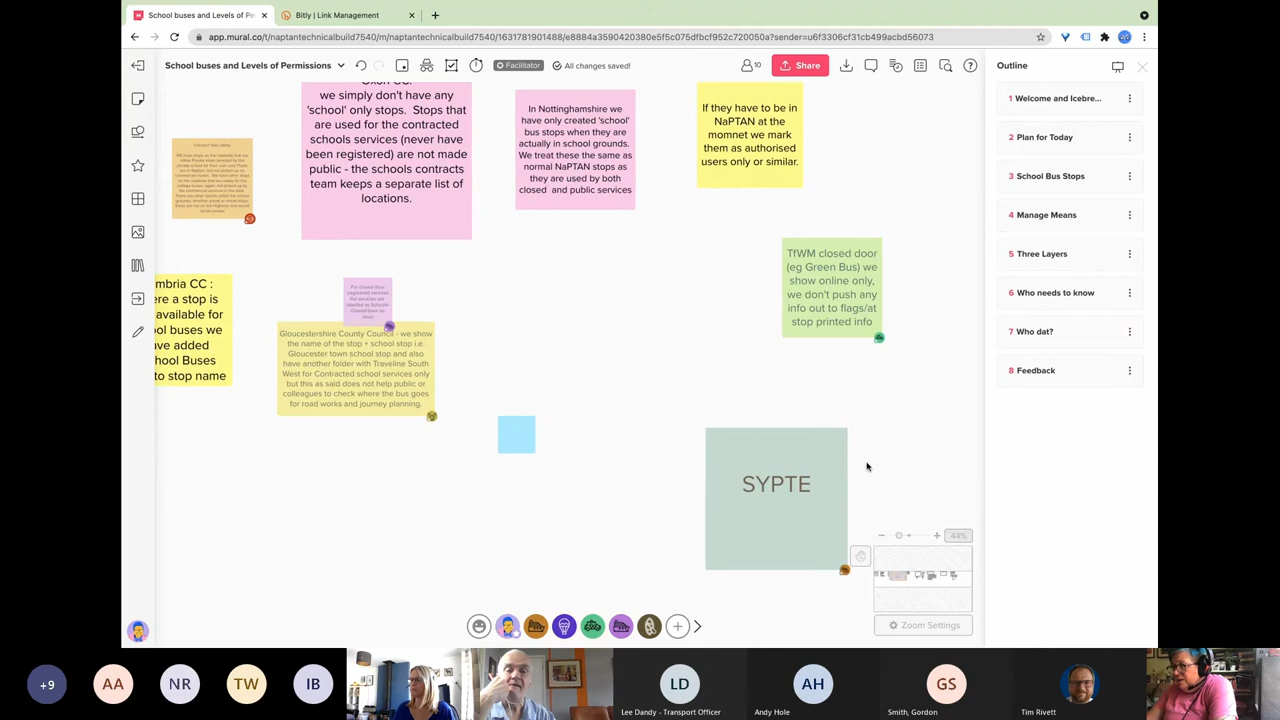 School buses and Levels of Per
Bitly | Link Management
app.mural.co/t/naptantechnicalbuild7540/m/naptantechnicalbuild7540/1631781901488/e8884a3590420380e5f5c075dfbcf952c720050a?sender=u6f3306cf31cb499acbd56073
School buses and Levels of Permissions
Facilitator
All changes saved!
10
Share
Oxon CC:
we simply don't have any
'school' only stops. Stops that
are used for the contracted
schools services (never have
been registered) are not made
public - the schools contract
team keeps a separate list of
locations.
In Nottinghamshire we
have only created 'school'
bus stops when they are
actually in school grounds.
We treat these the same as
normal NaPTAN stops as
they are used by both
closed and public services
If they have to be in
NaPTAN at the
momnet we mark
them as authorised
users only or similar.
TfWM closed door
(eg Green Bus) we
show online only,
we don't push any
info out to flags/at
stop printed info
mbria CC :
ere a stop is
available for
ol buses we
ave added
hool Buses
to stop name
Gloucestershire County Council - we show
the name of the stop + school stop i.e.
Gloucester town school stop and also
have another folder with Traveline South
West for Contracted school services only
but this as said does not help public or
colleagues to check where the bus goes
for road works and journey planning.
SYPTE
44%
Zoom Settings
Outline
1 Welcome and Icebre...
2 Plan for Today
3 School Bus Stops
4 Manage Means
5 Three Layers
6 Who needs to know
7 Who dat?
8 Feedback
+9
AA
NR
TW
IB
LD
Lee Dandy - Transport Officer
AH
Andy Hole
GS
Smith, Gordon
Tim Rivett